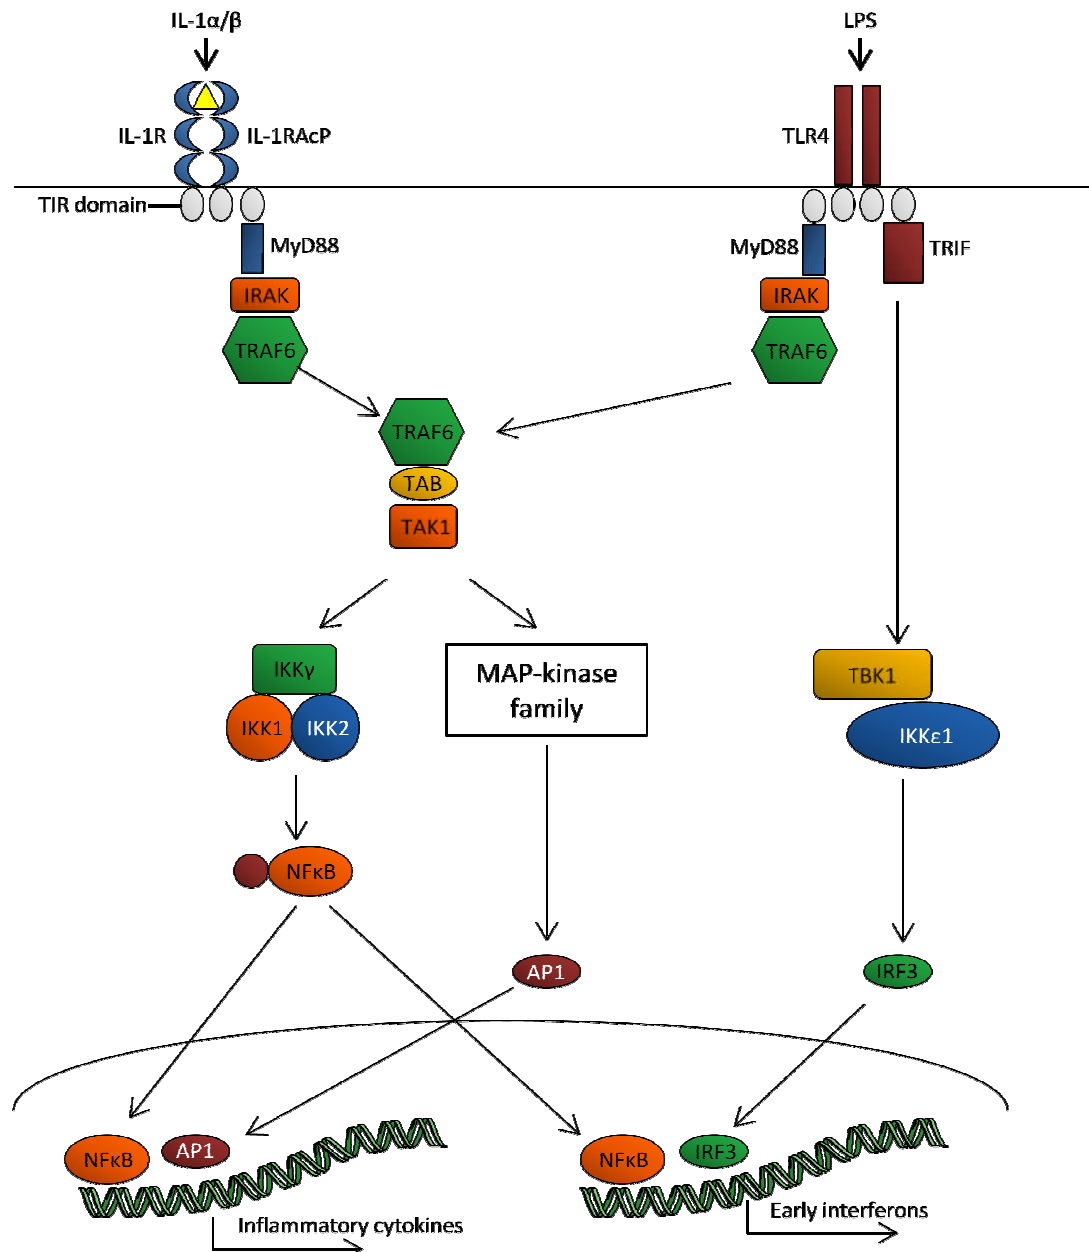 IL-1α/β
LPS
IL-1R
IL-1RAcP
TLR4
TIR domain
MyD88
MyD88
TRIF
IRAK
IRAK
TRAF6
TRAF6
TRAF6
TAB
TAK1
IKKγ
IKK1
IKK2
MAP-kinase
family
TBK1
IKKε1
NFκB
AP1
IRF3
NFκB
AP1
NFκB
IRF3
Inflammatory cytokines
Early interferons